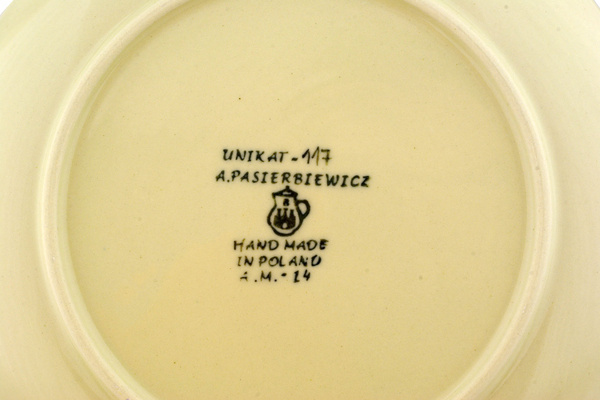 UNIKAT - 117
A. PASIERBIEWICZ
HAND MADE
IN POLAND
A.M. - 14